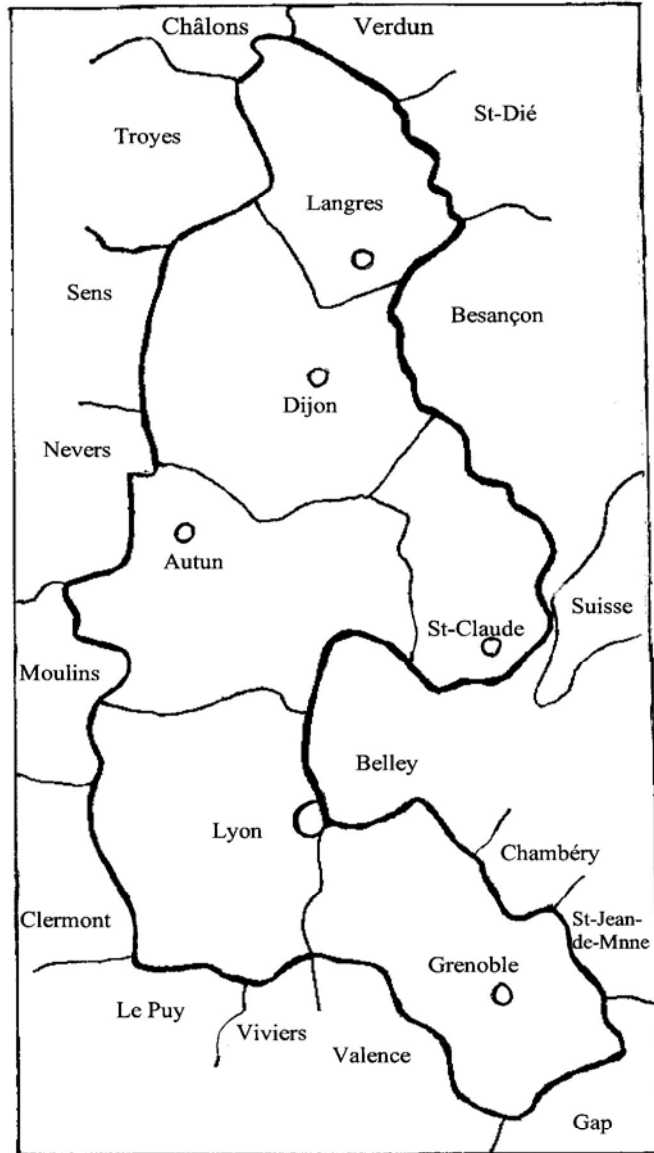 Châlons
Verdun
St-Dié
Troyes
Langres
Sens
Besançon
Dijon
Nevers
Autun
Suisse
St-Claude
Moulins
Belley
Lyon
Chambéry
Clermont
St-Jean-
de-Mnne
Grenoble
Le Puy
Viviers
Valence
Gap